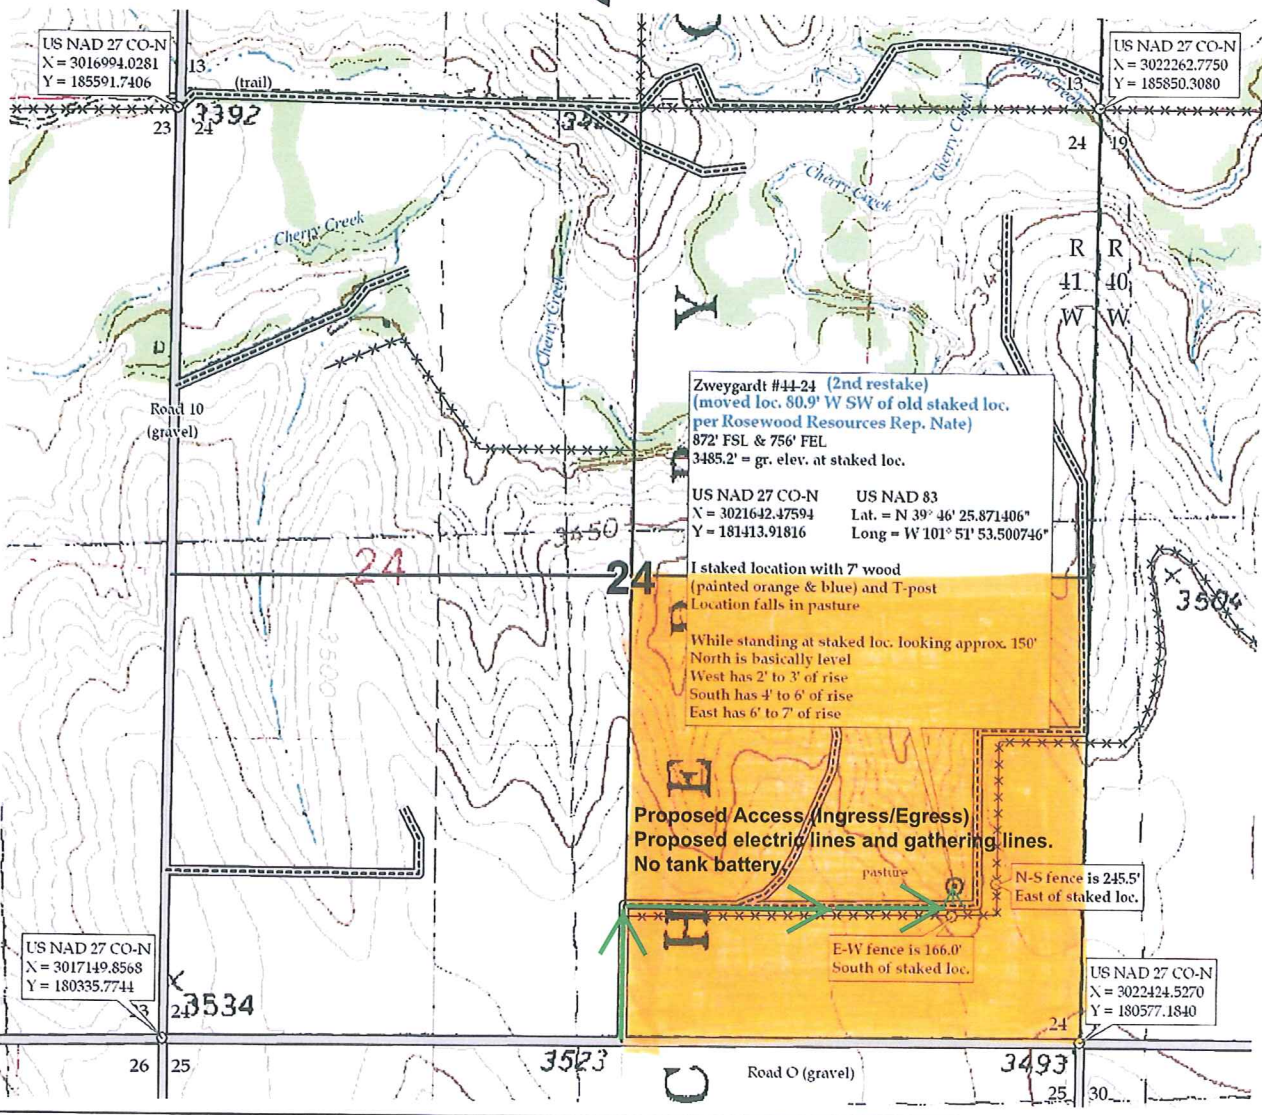 US NAD 27 CO-N
X = 3016994.0281
Y = 185591.7406
13
(trail)
3392
23
24
US NAD 27 CO-N
X = 3022262.7750
Y = 185850.3080
13
24
19
Cherry Creek
Cherry Creek
Cherry Creek
Cherry Creek
R
41
W
R
40
W
Road 10
(gravel)
Zweygardt #44-24 (2nd restake)
(moved loc. 80.9' W SW of old staked loc.
per Rosewood Resources Rep. Nate)
872' FSL & 756' FEL
3485.2' = gr. elev. at staked loc.
US NAD 27 CO-N
X = 3021642.47594
Y = 181413.91816
US NAD 83
Lat. = N 39° 46' 25.871406"
Long = W 101° 51' 53.500746"
I staked location with 7' wood
(painted orange & blue) and T-post
Location falls in pasture
While standing at staked loc. looking approx. 150'
North is basically level
West has 2' to 3' of rise
South has 4' to 6' of rise
East has 6' to 7' of rise
3450
24
24
3504
C
Y
E
H
C
Proposed Access (Ingress/Egress)
Proposed electric lines and gathering lines.
No tank battery
pasture
N-S fence is 245.5'
East of staked loc.
E-W fence is 166.0'
South of staked loc.
US NAD 27 CO-N
X = 3017149.8568
Y = 180335.7744
24
3534
26
25
US NAD 27 CO-N
X = 3022424.5270
Y = 180577.1840
24
3523
Road O (gravel)
3493
25
30